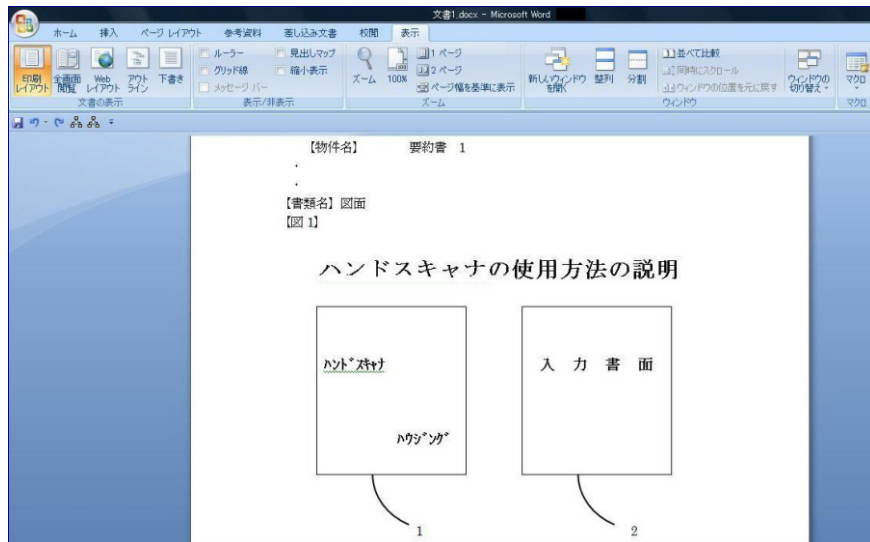 文書1.docx - Microsoft Word
ホーム 挿入 ページ レイアウト 参考資料 差し込み文書 校閲 表示
印刷レイアウト 全画面閲覧 Web レイアウト アウトライン 下書き
文書の表示
ルーラー
グリッド線
メッセージ バー
見出しマップ
縮小表示
表示/非表示
ズーム 100%
1 ページ
2 ページ
ページ幅を基準に表示
ズーム
新しいウィンドウを開く 整列 分割
並べて比較
同時にスクロール
ウィンドウの位置を元に戻す
ウィンドウの切り替え
ウィンドウ
マクロ
マクロ
【物件名】 要約書 1
・
・
【書類名】図面
【図 1】
ハンドスキャナの使用方法の説明
ﾊﾝﾄﾞｽｷｬﾅ
ﾊｳｼﾞﾝｸﾞ
入 力 書 面
1
2